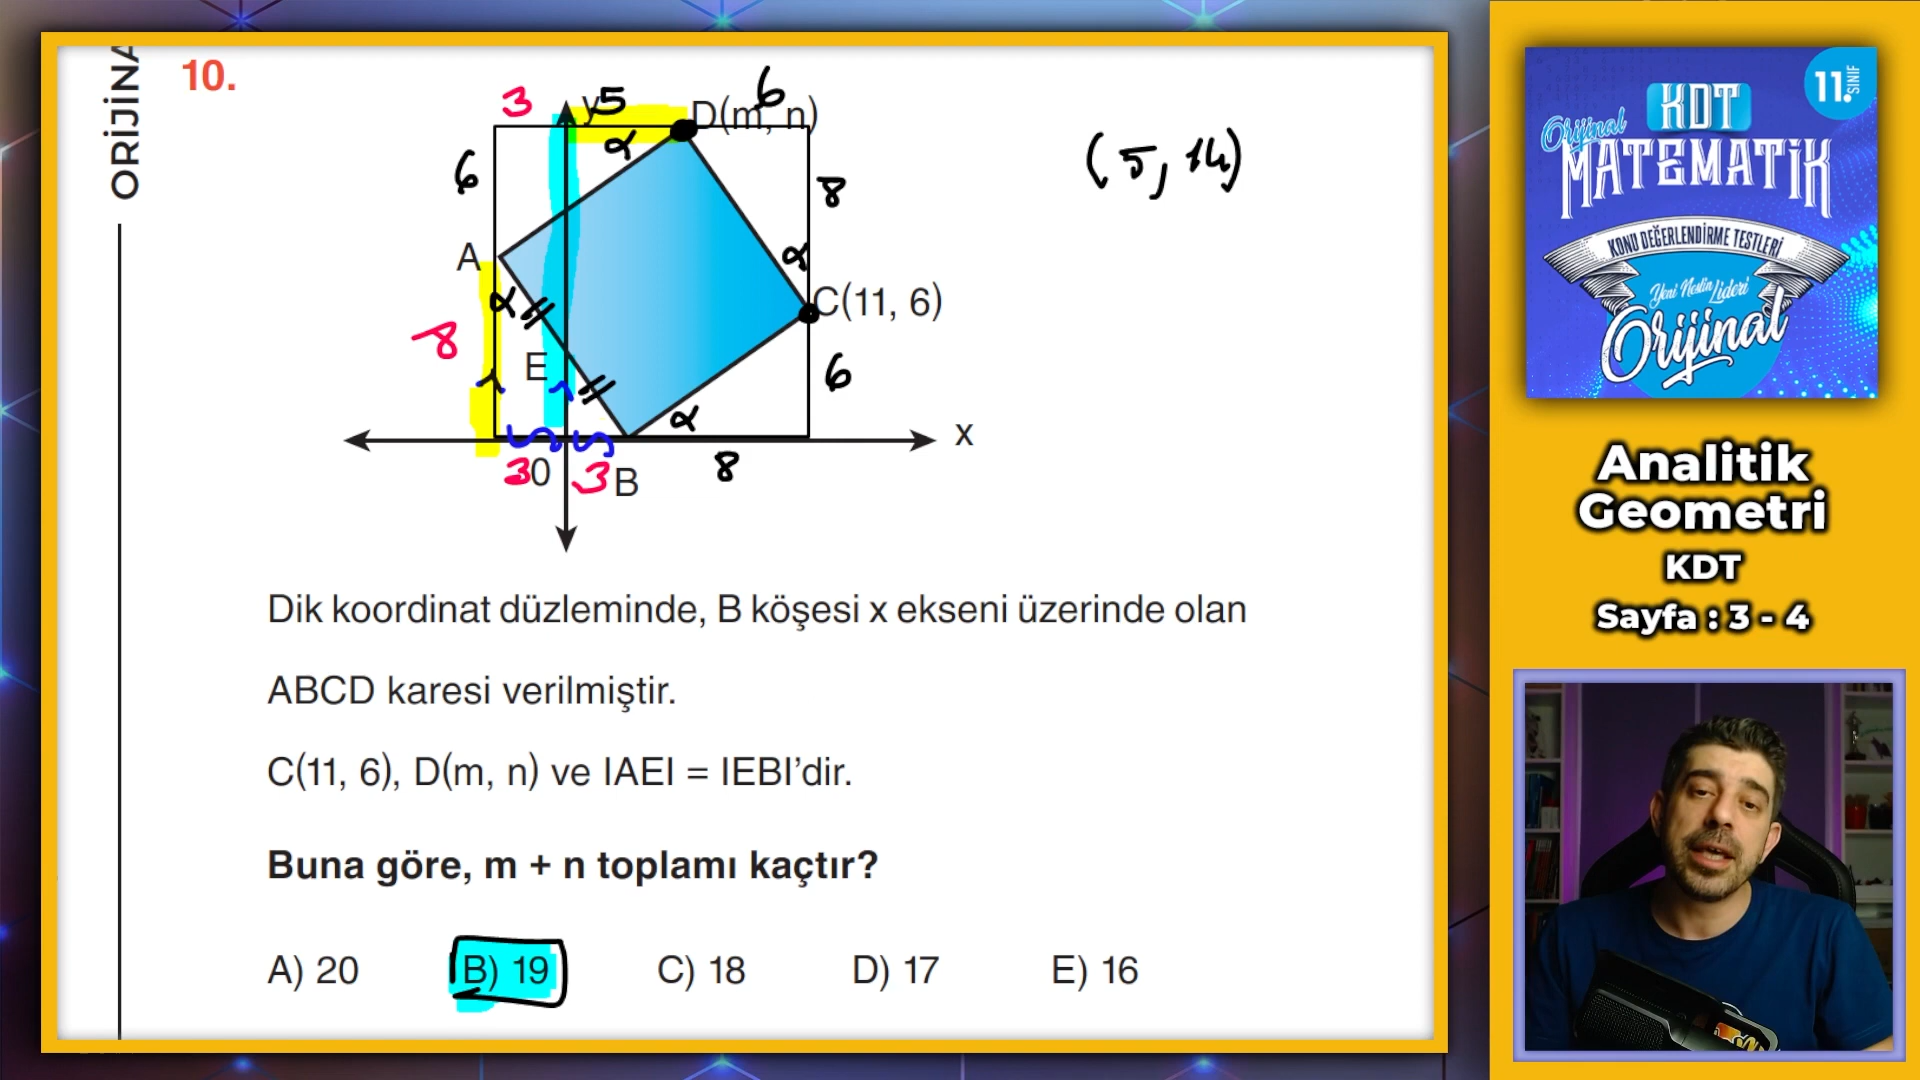 ORİJİNA
10.
3
y
5
6
D(m, n)
α
6
8
(5, 14)
A
α
α
C(11, 6)
8
E
6
α
x
3
0
3
B
8
Dik koordinat düzleminde, B köşesi x ekseni üzerinde olan
ABCD karesi verilmiştir.
C(11, 6), D(m, n) ve IAEI = IEBI’dir.
Buna göre, m + n toplamı kaçtır?
A) 20 B) 19 C) 18 D) 17 E) 16
11. SINIF
Orijinal KDT
MATEMATİK
KONU DEĞERLENDİRME TESTLERİ
Yeni Neslin Lideri
Orijinal
Analitik
Geometri
KDT
Sayfa : 3 - 4